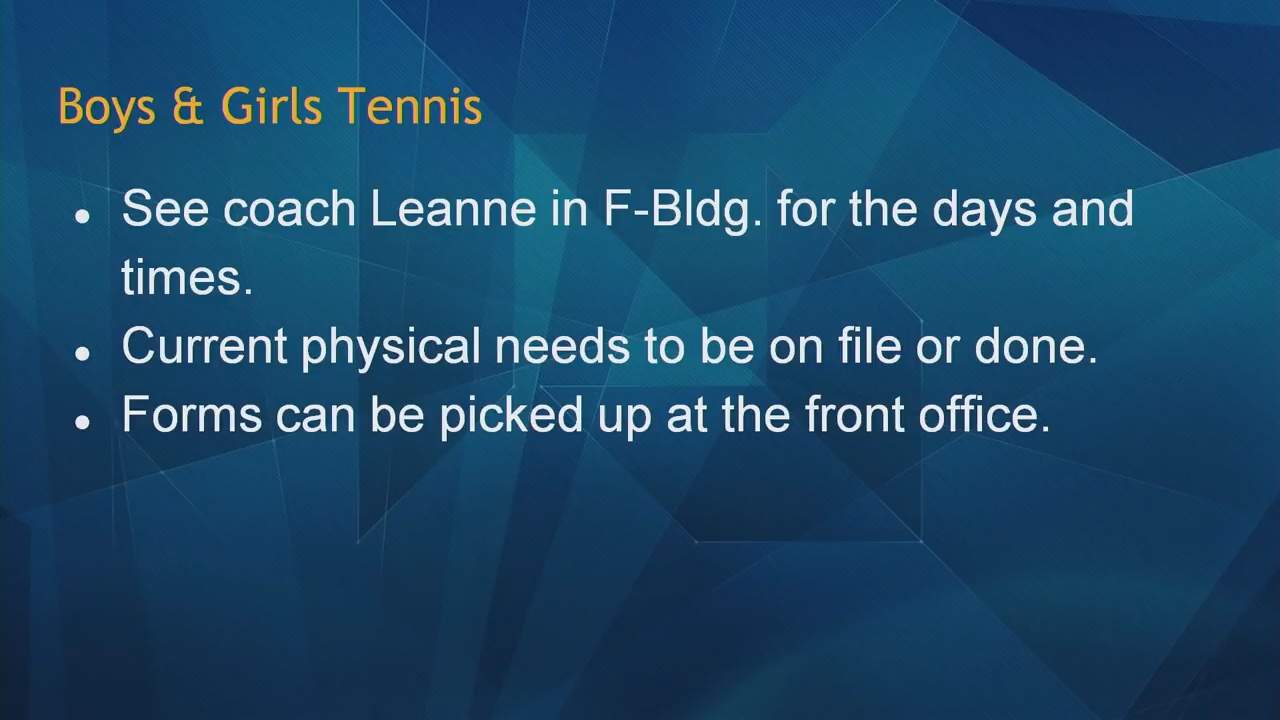 Boys & Girls Tennis
● See coach Leanne in F-Bldg. for the days and
times.
● Current physical needs to be on file or done.
● Forms can be picked up at the front office.